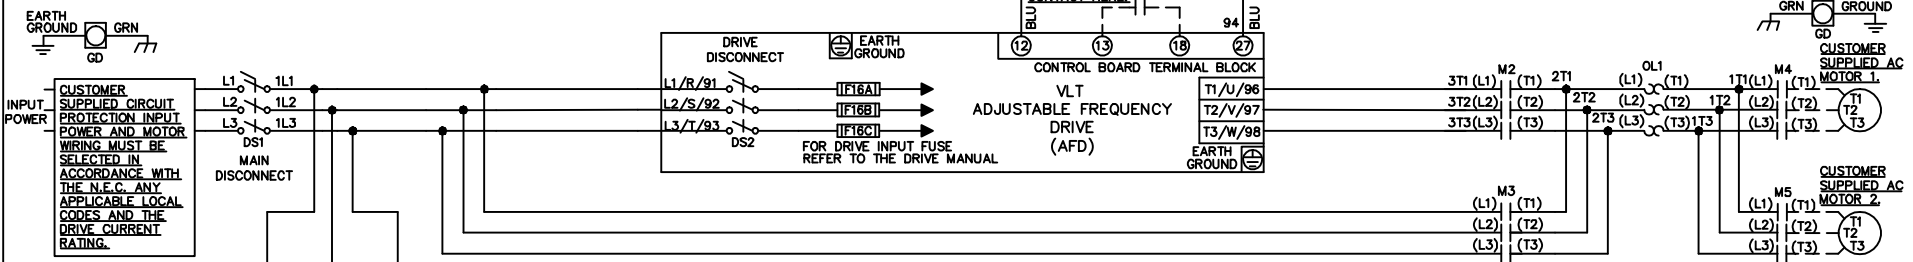 EARTH
GROUND
GRN
GD
INPUT
POWER
CUSTOMER
SUPPLIED CIRCUIT
PROTECTION INPUT
POWER AND MOTOR
WIRING MUST BE
SELECTED IN
ACCORDANCE WITH
THE N.E.C. ANY
APPLICABLE LOCAL
CODES AND THE
DRIVE CURRENT
RATING.
L1 1L1
L2 1L2
L3 1L3
DS1
MAIN
DISCONNECT
DRIVE
DISCONNECT
L1/R/91
L2/S/92
L3/T/93
DS2
EARTH
GROUND
F16A
F16B
F16C
FOR DRIVE INPUT FUSE
REFER TO THE DRIVE MANUAL
BLU
94
BLU
12 13 18 27
CONTROL BOARD TERMINAL BLOCK
VLT
ADJUSTABLE FREQUENCY
DRIVE
(AFD)
T1/U/96
T2/V/97
T3/W/98
EARTH
GROUND
M2
3T1 (L1) (T1) 2T1
3T2(L2) (T2) 2T2
3T3(L3) (T3) 2T3
M3
(L1) (T1)
(L2) (T2)
(L3) (T3)
OL1
(L1) (T1) 1T1
(L2) (T2) 1T2
(L3) (T3) 1T3
M4
(L1) (T1)
(L2) (T2)
(L3) (T3)
GRN
GROUND
GD
CUSTOMER
SUPPLIED AC
MOTOR 1.
T1
T2
T3
M5
(L1) (T1)
(L2) (T2)
(L3) (T3)
CUSTOMER
SUPPLIED AC
MOTOR 2.
T1
T2
T3